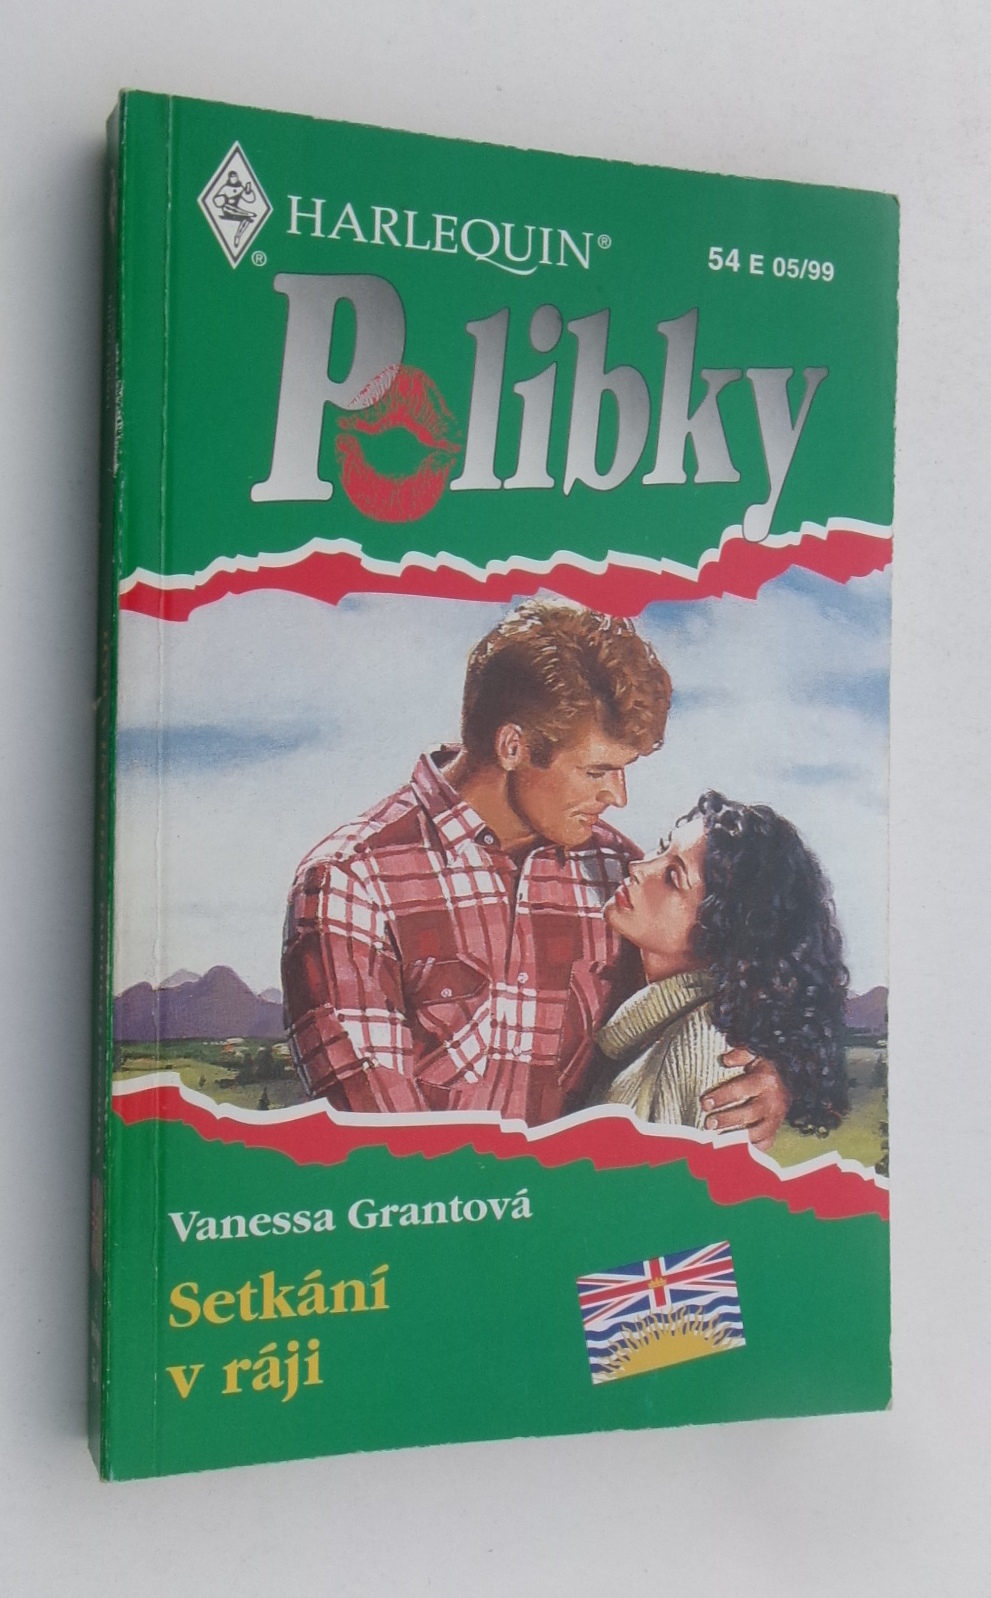 HARLEQUIN®
®
54 E 05/99
Polibky
Vanessa Grantová
Setkání
v ráji